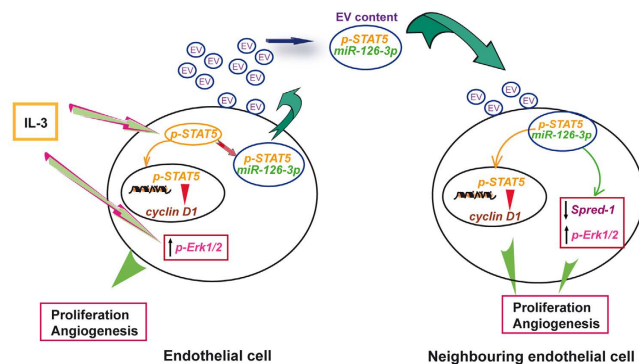 EV content
p-STAT5
miR-126-3p
EV
EV
EV
EV
EV
EV
EV
EV
EV
EV
EV
IL-3
p-STAT5
p-STAT5
miR-126-3p
p-STAT5
cyclin D1
↑ p-Erk1/2
Proliferation
Angiogenesis
Endothelial cell
EV
EV
EV
EV
EV
p-STAT5
miR-126-3p
p-STAT5
cyclin D1
↓ Spred-1
↑ p-Erk1/2
Proliferation
Angiogenesis
Neighbouring endothelial cell